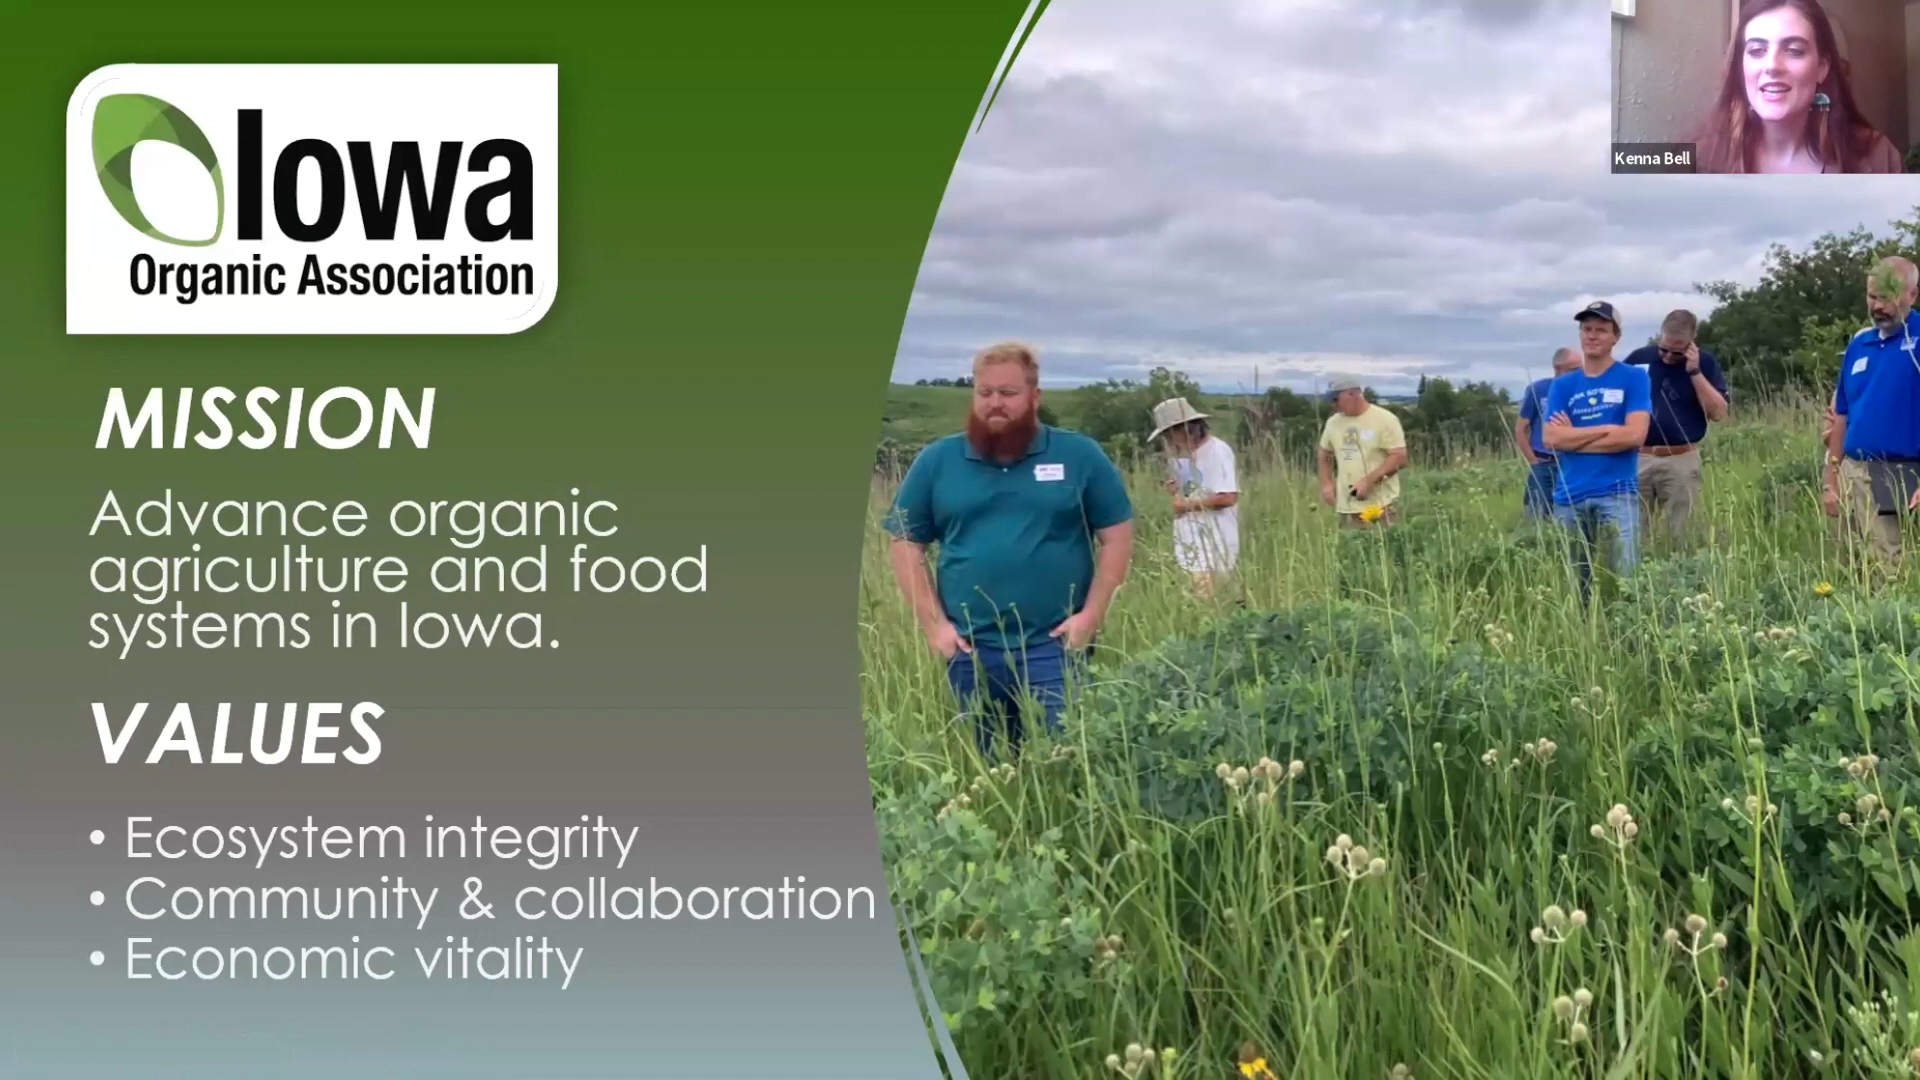 Iowa
Organic Association
MISSION
Advance organic
agriculture and food
systems in Iowa.
VALUES
• Ecosystem integrity
• Community & collaboration
• Economic vitality
Kenna Bell